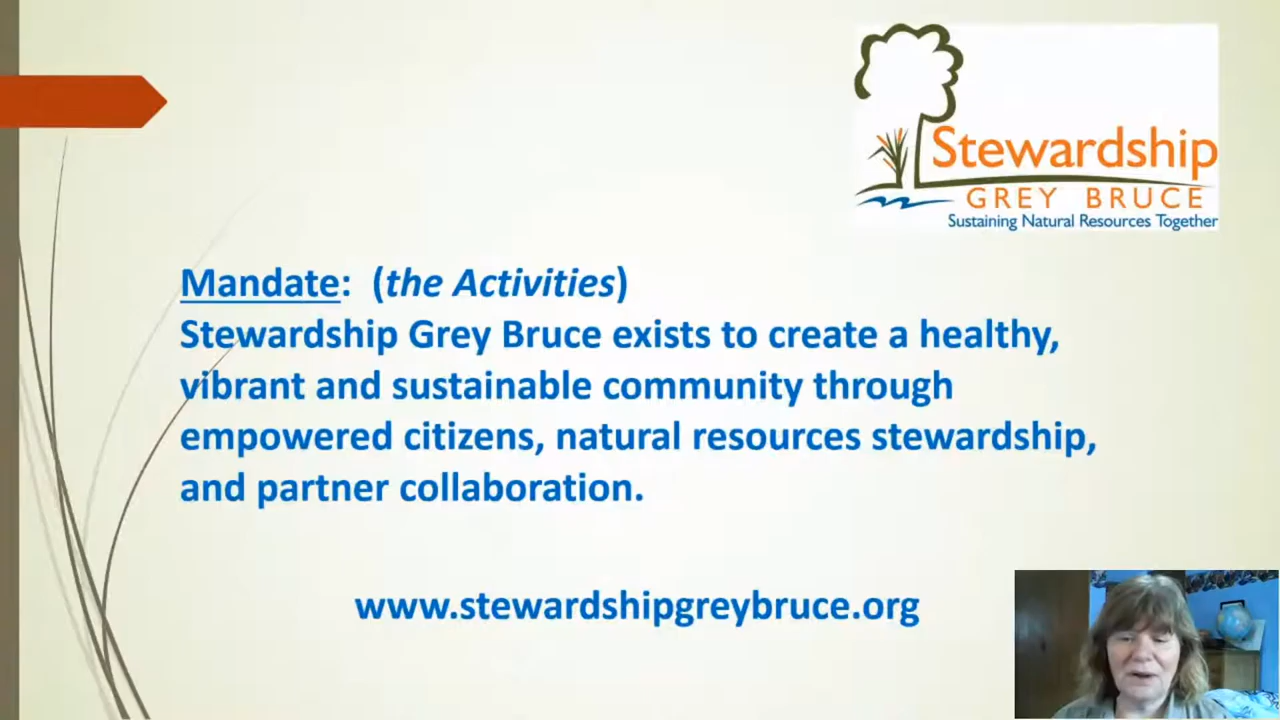 Stewardship
GREY BRUCE
Sustaining Natural Resources Together
Mandate:  (the Activities)
Stewardship Grey Bruce exists to create a healthy,
vibrant and sustainable community through
empowered citizens, natural resources stewardship,
and partner collaboration.
www.stewardshipgreybruce.org